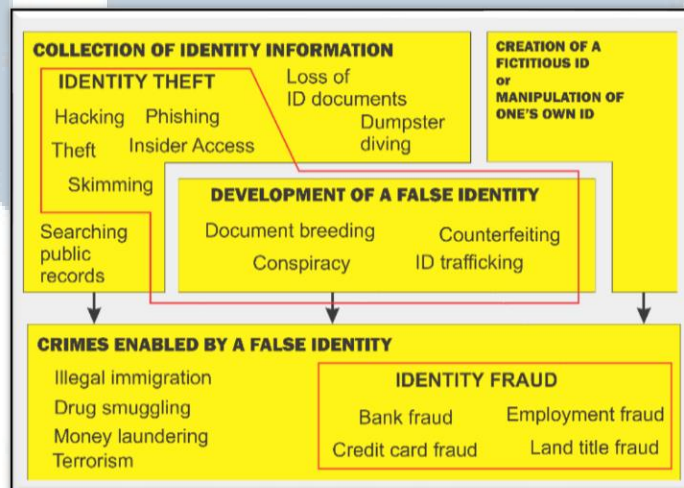 COLLECTION OF IDENTITY INFORMATION
IDENTITY THEFT
Hacking
Phishing
Theft
Insider Access
Skimming
Loss of
ID documents
Dumpster
diving
Searching
public
records
CREATION OF A
FICTITIOUS ID
or
MANIPULATION OF
ONE'S OWN ID
DEVELOPMENT OF A FALSE IDENTITY
Document breeding
Counterfeiting
Conspiracy
ID trafficking
CRIMES ENABLED BY A FALSE IDENTITY
Illegal immigration
Drug smuggling
Money laundering
Terrorism
IDENTITY FRAUD
Bank fraud
Employment fraud
Credit card fraud
Land title fraud